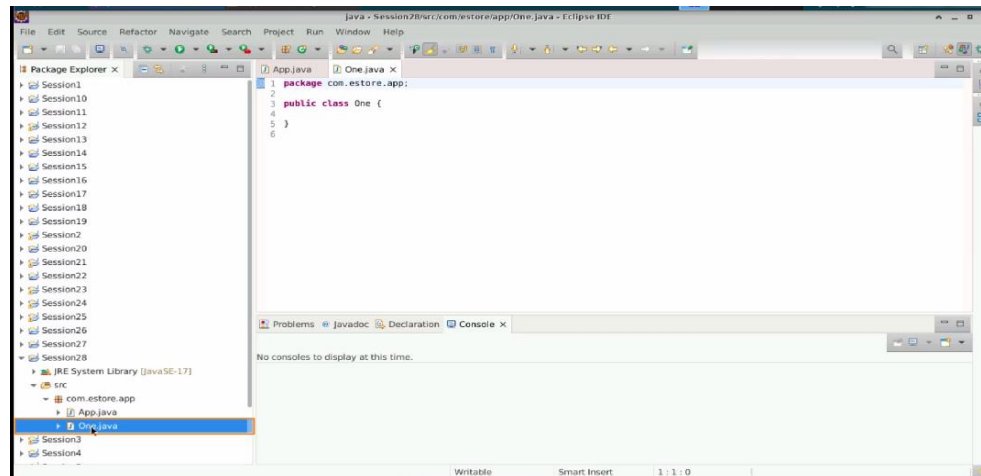 java - Session28/src/com/estore/app/One.java - Eclipse IDE
File Edit Source Refactor Navigate Search Project Run Window Help
Package Explorer
App.java
One.java
1 package com.estore.app;
2
3 public class One {
4
5 }
6
Session1
Session10
Session11
Session12
Session13
Session14
Session15
Session16
Session17
Session18
Session19
Session2
Session20
Session21
Session22
Session23
Session24
Session25
Session26
Session27
Session28
JRE System Library [JavaSE-17]
src
com.estore.app
App.java
One.java
Session3
Session4
Problems Javadoc Declaration Console
No consoles to display at this time.
Writable Smart Insert 1 : 1 : 0